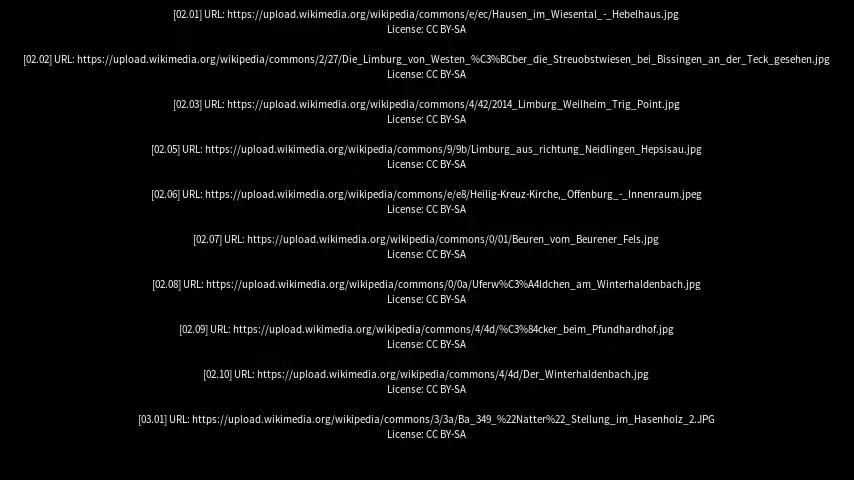 [02.01] URL: https://upload.wikimedia.org/wikipedia/commons/e/ec/Hausen_im_Wiesental_-_Hebelhaus.jpg
License: CC BY-SA
[02.02] URL: https://upload.wikimedia.org/wikipedia/commons/2/27/Die_Limburg_von_Westen_%C3%BCber_die_Streuobstwiesen_bei_Bissingen_an_der_Teck_gesehen.jpg
License: CC BY-SA
[02.03] URL: https://upload.wikimedia.org/wikipedia/commons/4/42/2014_Limburg_Weilheim_Trig_Point.jpg
License: CC BY-SA
[02.05] URL: https://upload.wikimedia.org/wikipedia/commons/9/9b/Limburg_aus_richtung_Neidlingen_Hepsisau.jpg
License: CC BY-SA
[02.06] URL: https://upload.wikimedia.org/wikipedia/commons/e/e8/Heilig-Kreuz-Kirche,_Offenburg_-_Innenraum.jpeg
License: CC BY-SA
[02.07] URL: https://upload.wikimedia.org/wikipedia/commons/0/01/Beuren_vom_Beurener_Fels.jpg
License: CC BY-SA
[02.08] URL: https://upload.wikimedia.org/wikipedia/commons/0/0a/Uferw%C3%A4ldchen_am_Winterhaldenbach.jpg
License: CC BY-SA
[02.09] URL: https://upload.wikimedia.org/wikipedia/commons/4/4d/%C3%84cker_beim_Pfundhardhof.jpg
License: CC BY-SA
[02.10] URL: https://upload.wikimedia.org/wikipedia/commons/4/4d/Der_Winterhaldenbach.jpg
License: CC BY-SA
[03.01] URL: https://upload.wikimedia.org/wikipedia/commons/3/3a/Ba_349_%22Natter%22_Stellung_im_Hasenholz_2.JPG
License: CC BY-SA